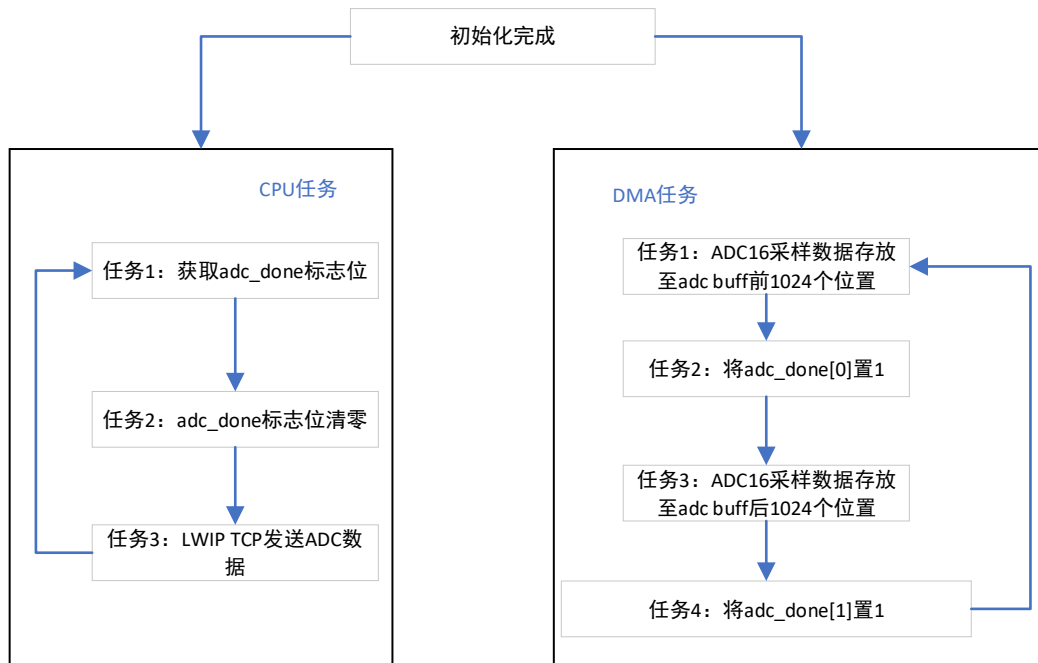 初始化完成
CPU任务
任务1：获取adc_done标志位
任务2：adc_done标志位清零
任务3：LWIP TCP发送ADC数
据
DMA任务
任务1：ADC16采样数据存放
至adc buff前1024个位置
任务2：将adc_done[0]置1
任务3：ADC16采样数据存放
至adc buff后1024个位置
任务4：将adc_done[1]置1